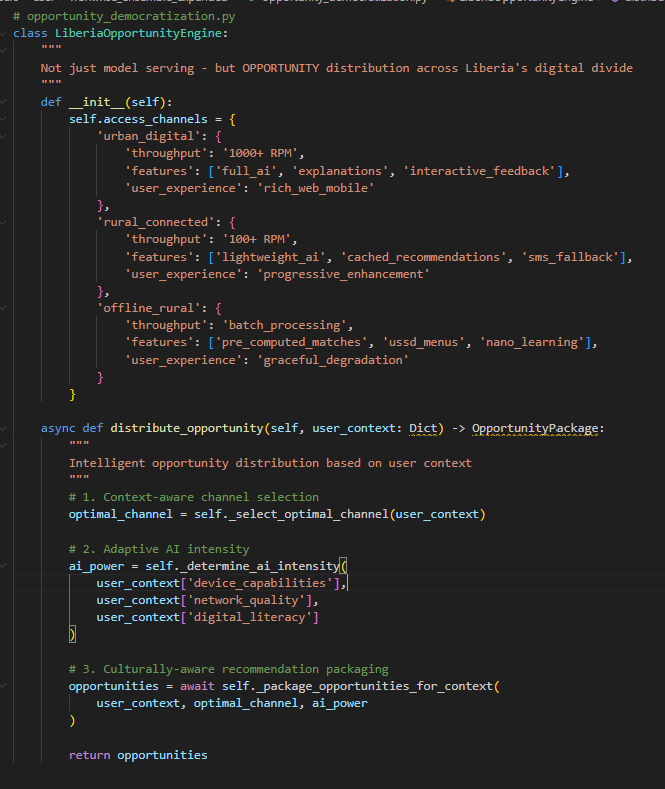 # opportunity_democratization.py
class LiberiaOpportunityEngine:
    """
    Not just model serving - but OPPORTUNITY distribution across Liberia's digital divide
    """
    def __init__(self):
        self.access_channels = {
            'urban_digital': {
                'throughput': '1000+ RPM',
                'features': ['full_ai', 'explanations', 'interactive_feedback'],
                'user_experience': 'rich_web_mobile'
            },
            'rural_connected': {
                'throughput': '100+ RPM',
                'features': ['lightweight_ai', 'cached_recommendations', 'sms_fallback'],
                'user_experience': 'progressive_enhancement'
            },
            'offline_rural': {
                'throughput': 'batch_processing',
                'features': ['pre_computed_matches', 'ussd_menus', 'nano_learning'],
                'user_experience': 'graceful_degradation'
            }
        }
    async def distribute_opportunity(self, user_context: Dict) -> OpportunityPackage:
        """
        Intelligent opportunity distribution based on user context
        """
        # 1. Context-aware channel selection
        optimal_channel = self._select_optimal_channel(user_context)
        # 2. Adaptive AI intensity
        ai_power = self._determine_ai_intensity(
            user_context['device_capabilities'],
            user_context['network_quality'],
            user_context['digital_literacy']
        )
        # 3. Culturally-aware recommendation packaging
        opportunities = await self._package_opportunities_for_context(
            user_context, optimal_channel, ai_power
        )
        return opportunities